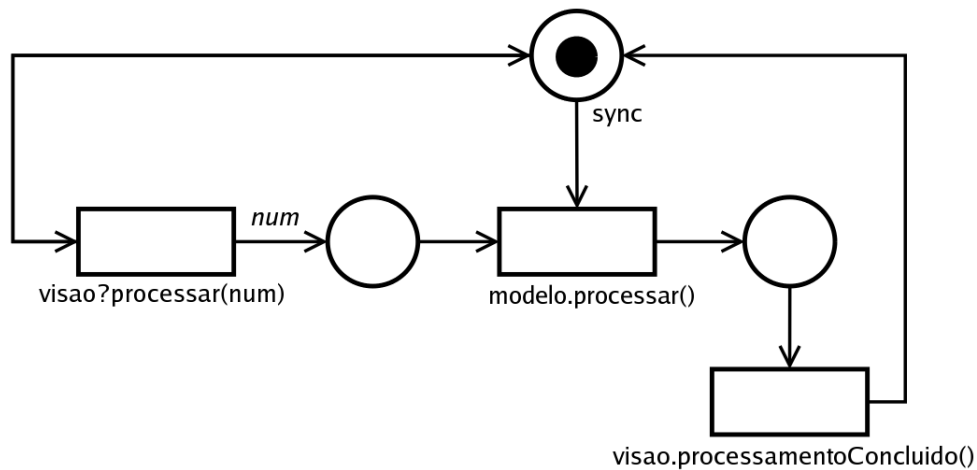 sync
num
visao?processar(num)
modelo.processar()
visao.processamentoConcluido()